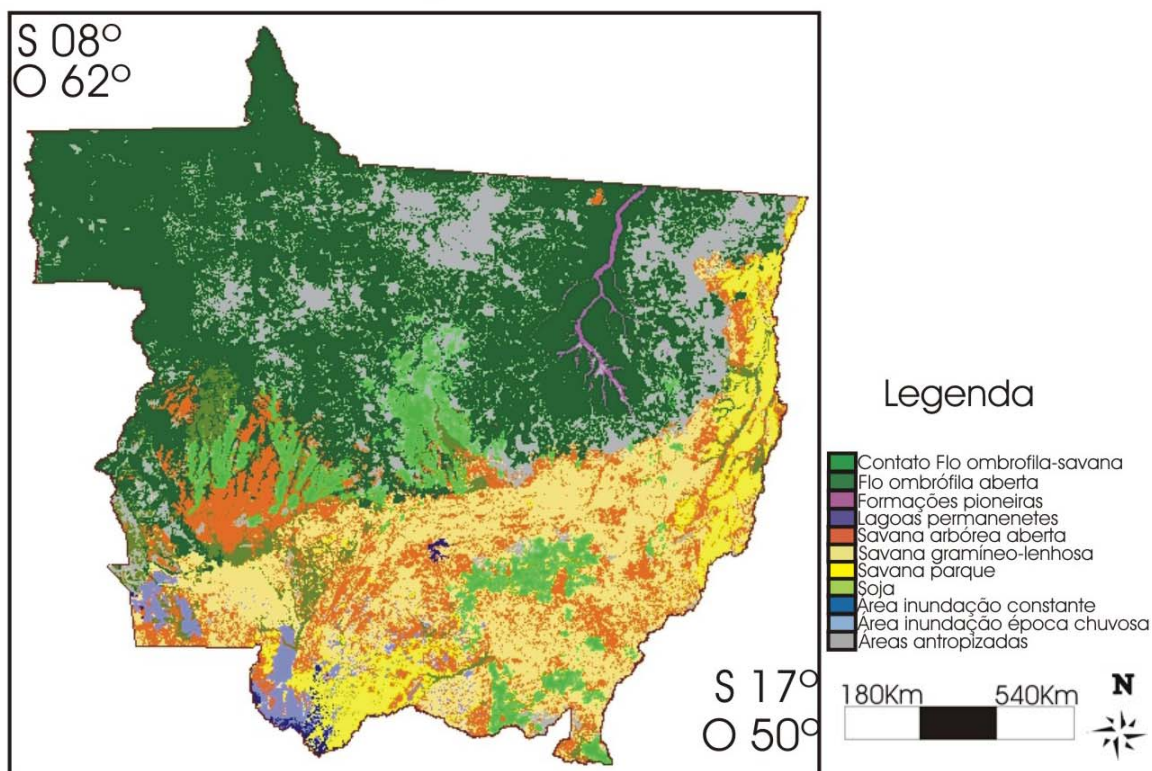 S 08°
O 62°
Legenda
Contato Flo ombrofila-savana
Flo ombrófila aberta
Formações pioneiras
Lagoas permanenetes
Savana arbórea aberta
Savana gramíneo-lenhosa
Savana parque
Soja
Área inundação constante
Área inundação época chuvosa
Áreas antropizadas
S 17°
O 50°
180Km 540Km
N